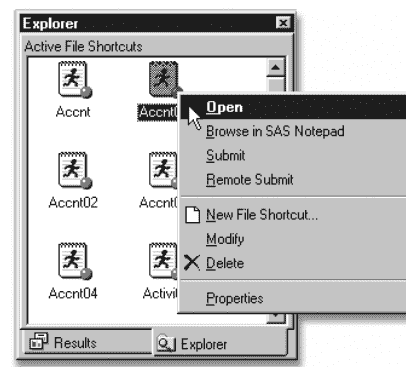 Explorer
Active File Shortcuts
Accnt
Open
Browse in SAS Notepad
Submit
Remote Submit
Accnt02
New File Shortcut...
Modify
Delete
Accnt04
Properties
Results
Explorer